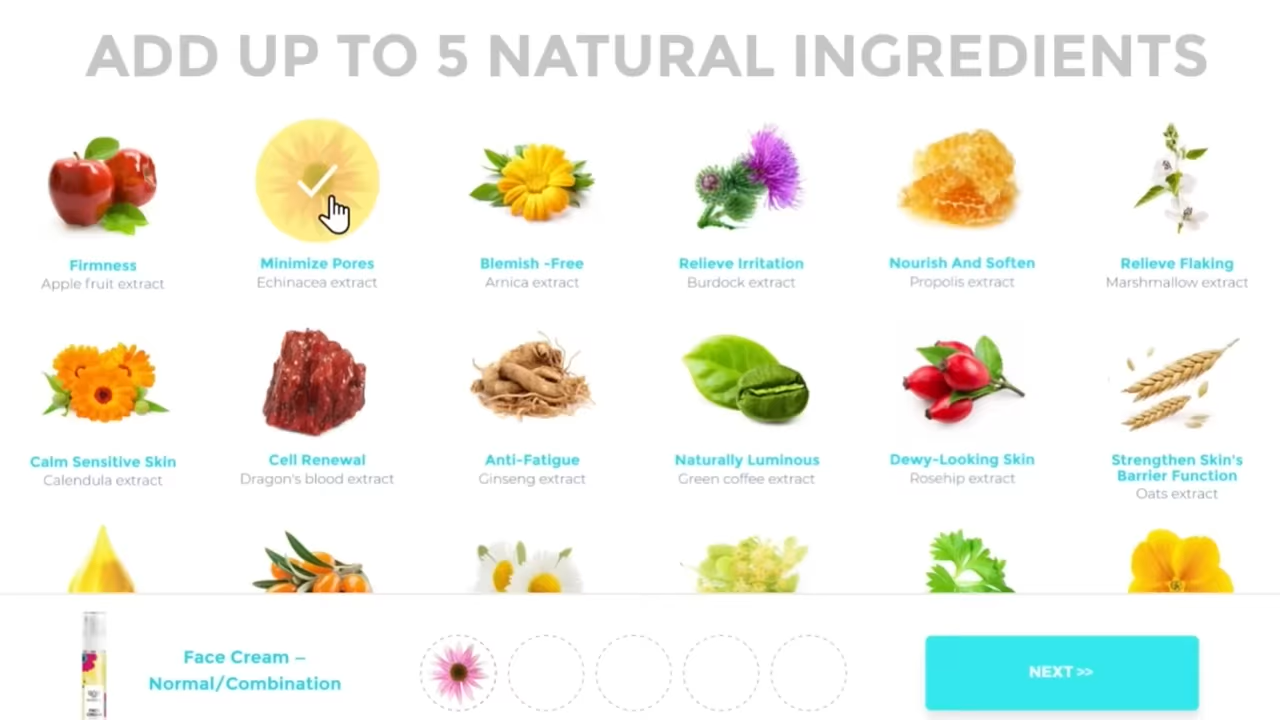 ADD UP TO 5 NATURAL INGREDIENTS
Firmness
Apple fruit extract
Minimize Pores
Echinacea extract
Blemish -Free
Arnica extract
Relieve Irritation
Burdock extract
Nourish And Soften
Propolis extract
Relieve Flaking
Marshmallow extract
Calm Sensitive Skin
Calendula extract
Cell Renewal
Dragon's blood extract
Anti-Fatigue
Ginseng extract
Naturally Luminous
Green coffee extract
Dewy-Looking Skin
Rosehip extract
Strengthen Skin's
Barrier Function
Oats extract
Face Cream –
Normal/Combination
NEXT >>